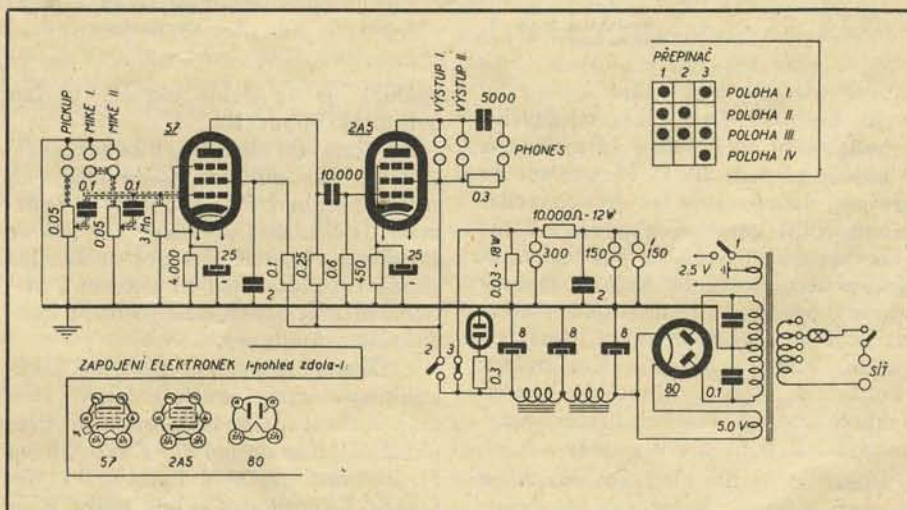 PICKUP
MIKE I.
MIKE II.
57
2A5
VÝSTUP I.
VÝSTUP II.
5000
PHONES
0.3
PŘEPINAČ
1 2 3
POLOHA I.
POLOHA II.
POLOHA III.
POLOHA IV
0.1
0.1
0.05
0.05
3 MΩ
4.000
25
-
2
0.1
0.25
10.000
0.6
450
25
-
10.000Ω - 12W
0.03 - 18W
300
2
150
150
1
2.5 V
2
3
0.3
8
8
8
80
0.1
5.0 V
SÍŤ
ZAPOJENÍ ELEKTRONEK (-pohled zdola-):
57
2A5
80